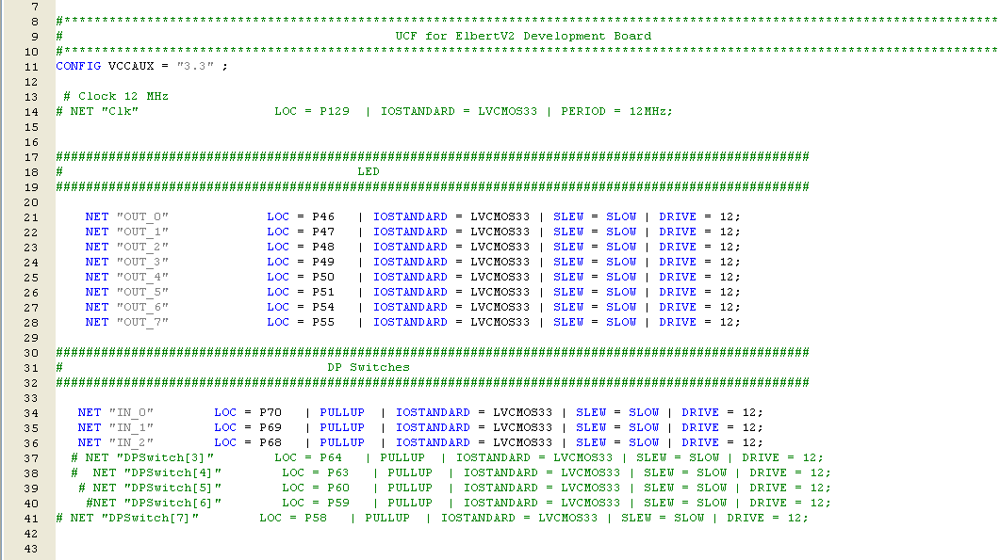 7
8 #****************************************************************************************************************************
9 # UCF for ElbertV2 Development Board
10 #****************************************************************************************************************************
11 CONFIG VCCAUX = "3.3" ;
12
13 # Clock 12 MHz
14 # NET "Clk" LOC = P129 | IOSTANDARD = LVCMOS33 | PERIOD = 12MHz;
15
16
17 ####################################################################################################
18 # LED
19 ####################################################################################################
20
21 NET "OUT_0" LOC = P46 | IOSTANDARD = LVCMOS33 | SLEW = SLOW | DRIVE = 12;
22 NET "OUT_1" LOC = P47 | IOSTANDARD = LVCMOS33 | SLEW = SLOW | DRIVE = 12;
23 NET "OUT_2" LOC = P48 | IOSTANDARD = LVCMOS33 | SLEW = SLOW | DRIVE = 12;
24 NET "OUT_3" LOC = P49 | IOSTANDARD = LVCMOS33 | SLEW = SLOW | DRIVE = 12;
25 NET "OUT_4" LOC = P50 | IOSTANDARD = LVCMOS33 | SLEW = SLOW | DRIVE = 12;
26 NET "OUT_5" LOC = P51 | IOSTANDARD = LVCMOS33 | SLEW = SLOW | DRIVE = 12;
27 NET "OUT_6" LOC = P54 | IOSTANDARD = LVCMOS33 | SLEW = SLOW | DRIVE = 12;
28 NET "OUT_7" LOC = P55 | IOSTANDARD = LVCMOS33 | SLEW = SLOW | DRIVE = 12;
29
30 ####################################################################################################
31 # DP Switches
32 ####################################################################################################
33
34 NET "IN_0" LOC = P70 | PULLUP | IOSTANDARD = LVCMOS33 | SLEW = SLOW | DRIVE = 12;
35 NET "IN_1" LOC = P69 | PULLUP | IOSTANDARD = LVCMOS33 | SLEW = SLOW | DRIVE = 12;
36 NET "IN_2" LOC = P68 | PULLUP | IOSTANDARD = LVCMOS33 | SLEW = SLOW | DRIVE = 12;
37 # NET "DPSwitch[3]" LOC = P64 | PULLUP | IOSTANDARD = LVCMOS33 | SLEW = SLOW | DRIVE = 12;
38 # NET "DPSwitch[4]" LOC = P63 | PULLUP | IOSTANDARD = LVCMOS33 | SLEW = SLOW | DRIVE = 12;
39 # NET "DPSwitch[5]" LOC = P60 | PULLUP | IOSTANDARD = LVCMOS33 | SLEW = SLOW | DRIVE = 12;
40 #NET "DPSwitch[6]" LOC = P59 | PULLUP | IOSTANDARD = LVCMOS33 | SLEW = SLOW | DRIVE = 12;
41 # NET "DPSwitch[7]" LOC = P58 | PULLUP | IOSTANDARD = LVCMOS33 | SLEW = SLOW | DRIVE = 12;
42
43